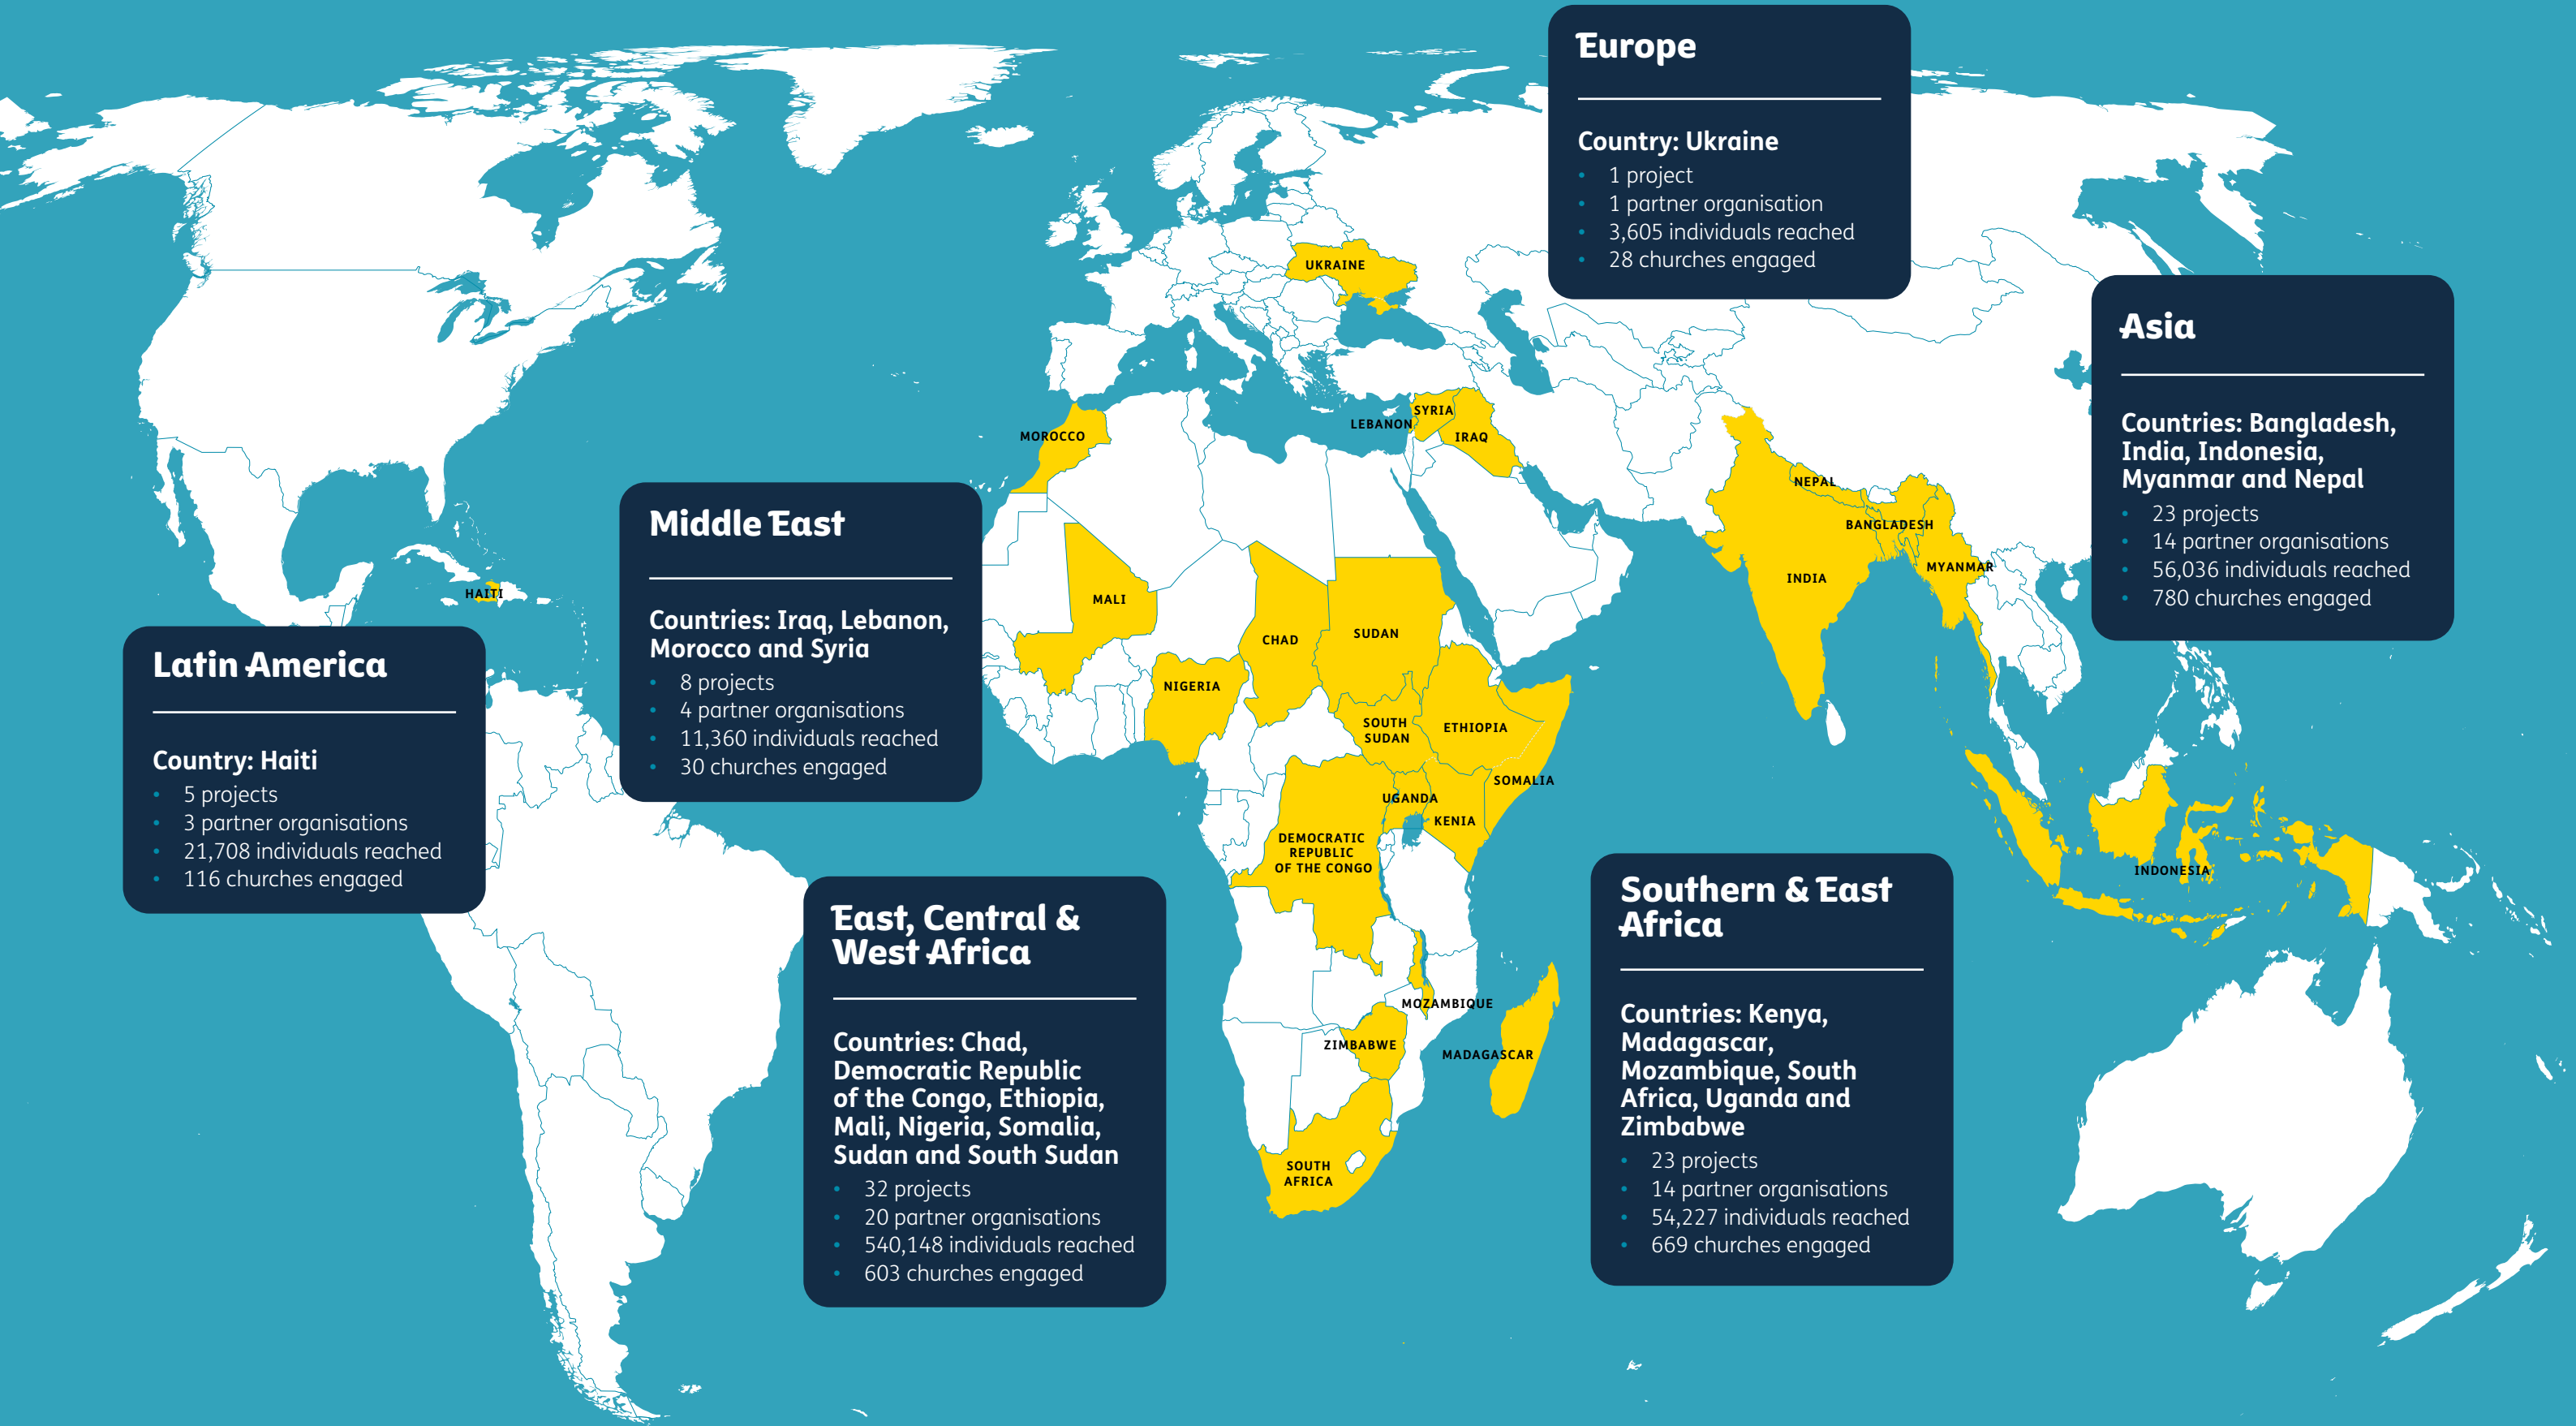 Europe
Country: Ukraine
• 1 project
• 1 partner organisation
• 3,605 individuals reached
• 28 churches engaged
Asia
Countries: Bangladesh,
India, Indonesia,
Myanmar and Nepal
• 23 projects
• 14 partner organisations
• 56,036 individuals reached
• 780 churches engaged
Middle East
Countries: Iraq, Lebanon,
Morocco and Syria
• 8 projects
• 4 partner organisations
• 11,360 individuals reached
• 30 churches engaged
Latin America
Country: Haiti
• 5 projects
• 3 partner organisations
• 21,708 individuals reached
• 116 churches engaged
East, Central &
West Africa
Countries: Chad,
Democratic Republic
of the Congo, Ethiopia,
Mali, Nigeria, Somalia,
Sudan and South Sudan
• 32 projects
• 20 partner organisations
• 540,148 individuals reached
• 603 churches engaged
Southern & East
Africa
Countries: Kenya,
Madagascar,
Mozambique, South
Africa, Uganda and
Zimbabwe
• 23 projects
• 14 partner organisations
• 54,227 individuals reached
• 669 churches engaged
UKRAINE
SYRIA
LEBANON
IRAQ
MOROCCO
NEPAL
BANGLADESH
MYANMAR
INDIA
HAITI
MALI
CHAD
SUDAN
NIGERIA
SOUTH
SUDAN
ETHIOPIA
SOMALIA
UGANDA
KENIA
DEMOCRATIC
REPUBLIC
OF THE CONGO
INDONESIA
MOZAMBIQUE
ZIMBABWE
MADAGASCAR
SOUTH
AFRICA